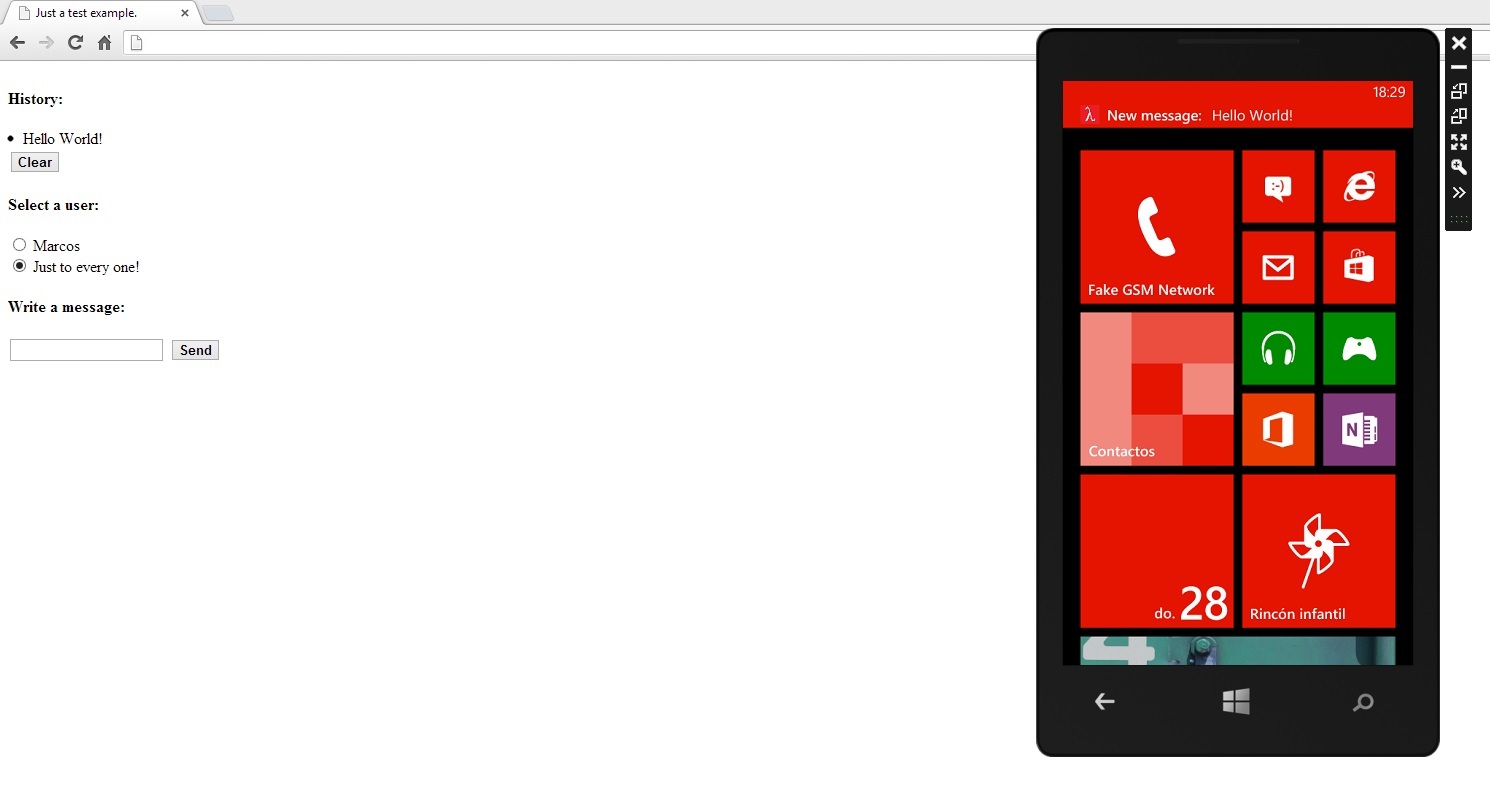 Just a test example.
History:
Hello World!
Clear
Select a user:
Marcos
Just to every one!
Write a message:
Send
18:29
λ New message: Hello World!
:-)
Fake GSM Network
Contactos
N
do. 28
Rincón infantil
4